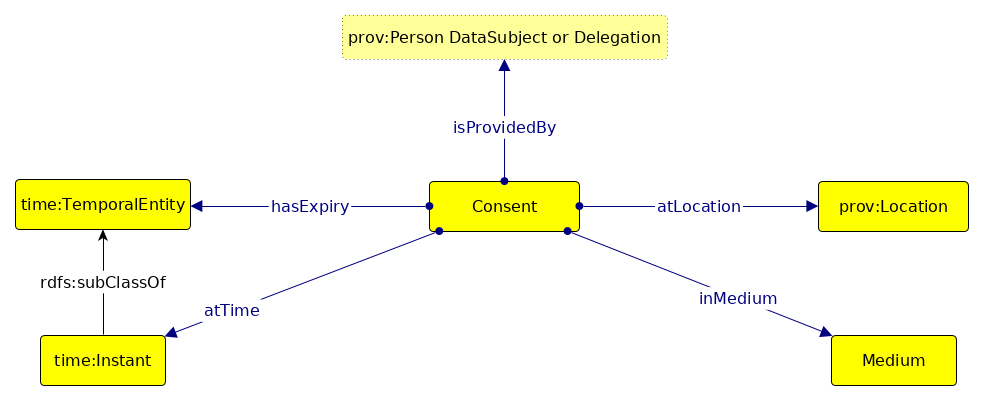 prov:Person DataSubject or Delegation
isProvidedBy
time:TemporalEntity
hasExpiry
Consent
atLocation
prov:Location
rdfs:subClassOf
atTime
inMedium
time:Instant
Medium